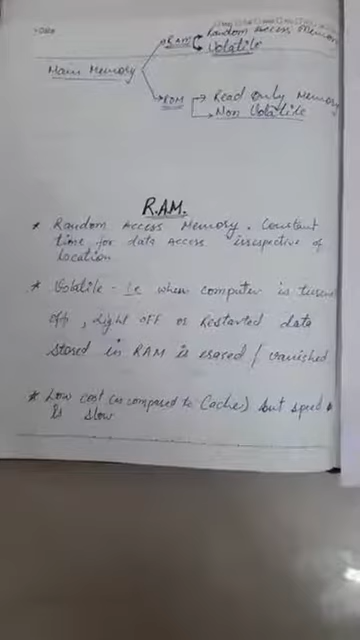 Date
→ RAM → Random Access Memory
Volatile
Main Memory
→ ROM → Read Only Memory
→ Non Volatile
R.A.M.
* Random Access Memory. Constant
time for data access irrespective of
location
* Volatile - i.e when computer is turned
off, Light OFF or Restarted data
stored in RAM is erased / vanished
* Low cost (as compared to Cache) but speed
is slow